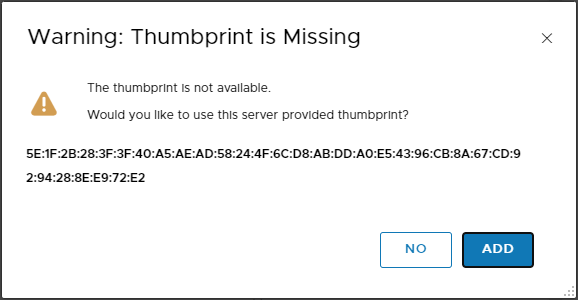 Warning: Thumbprint is Missing
The thumbprint is not available.
Would you like to use this server provided thumbprint?
5E:1F:2B:28:3F:3F:40:A5:AE:AD:58:24:4F:6C:D8:AB:DD:A0:E5:43:96:CB:8A:67:CD:9
2:94:28:8E:E9:72:E2
NO
ADD